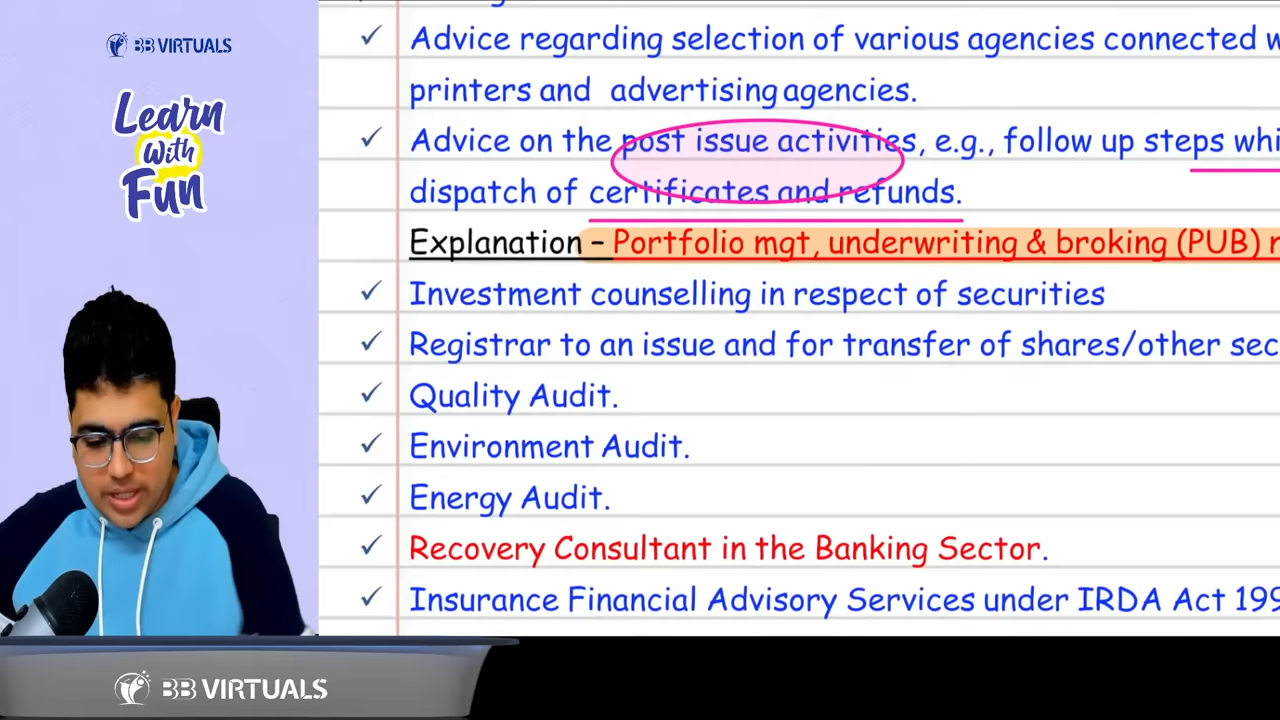 BB VIRTUALS
Learn
With
Fun
Advice regarding selection of various agencies connected
printers and advertising agencies.
Advice on the post issue activities, e.g., follow up steps
dispatch of certificates and refunds.
Explanation – Portfolio mgt, underwriting & broking (PUB)
Investment counselling in respect of securities
Registrar to an issue and for transfer of shares/other
Quality Audit.
Environment Audit.
Energy Audit.
Recovery Consultant in the Banking Sector.
Insurance Financial Advisory Services under IRDA Act
BB VIRTUALS